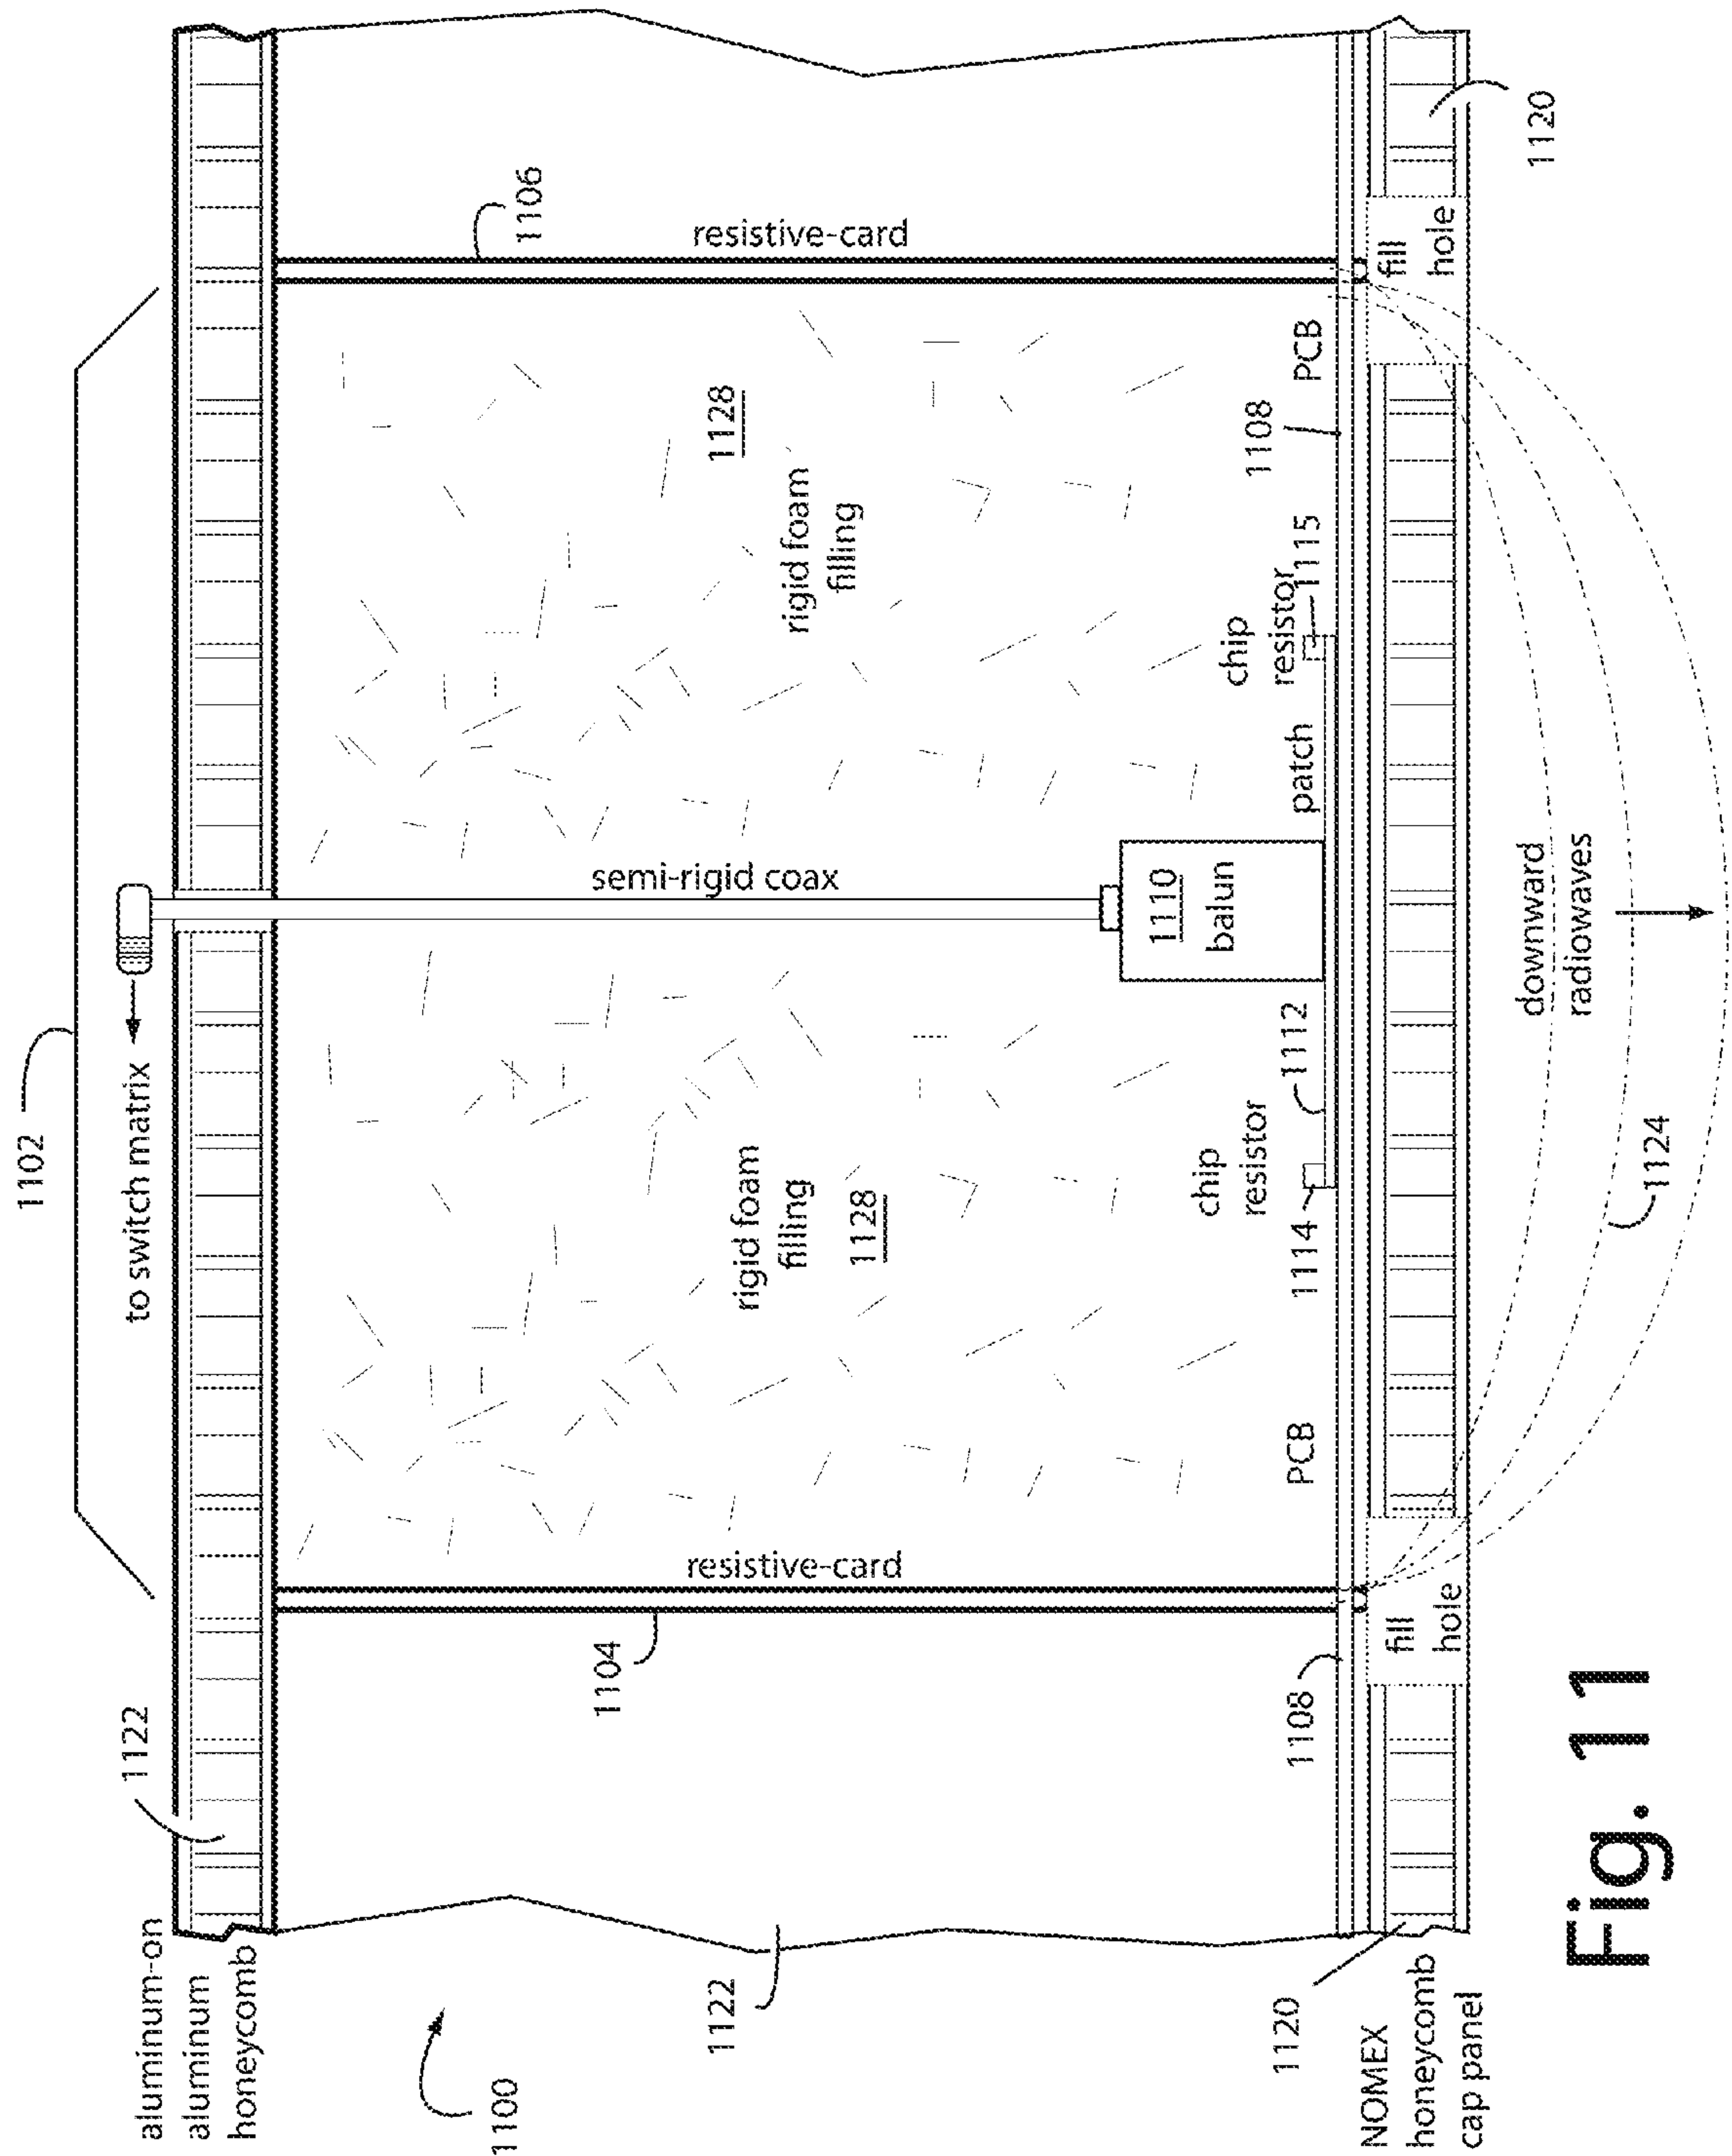 1102
to switch matrix
aluminum-on
aluminum
honeycomb
1122
1100
1122
1104
resistive-card
semi-rigid coax
resistive-card
1106
rigid foam
filling
1128
1128
rigid foam
filling
1110
balun
PCB
1108
1114
chip
resistor
1112
patch
chip
resistor
1115
1108
PCB
1120
NOMEX
honeycomb
cap panel
fill
hole
fill
hole
1120
downward
radiowaves
1124
Fig. 11